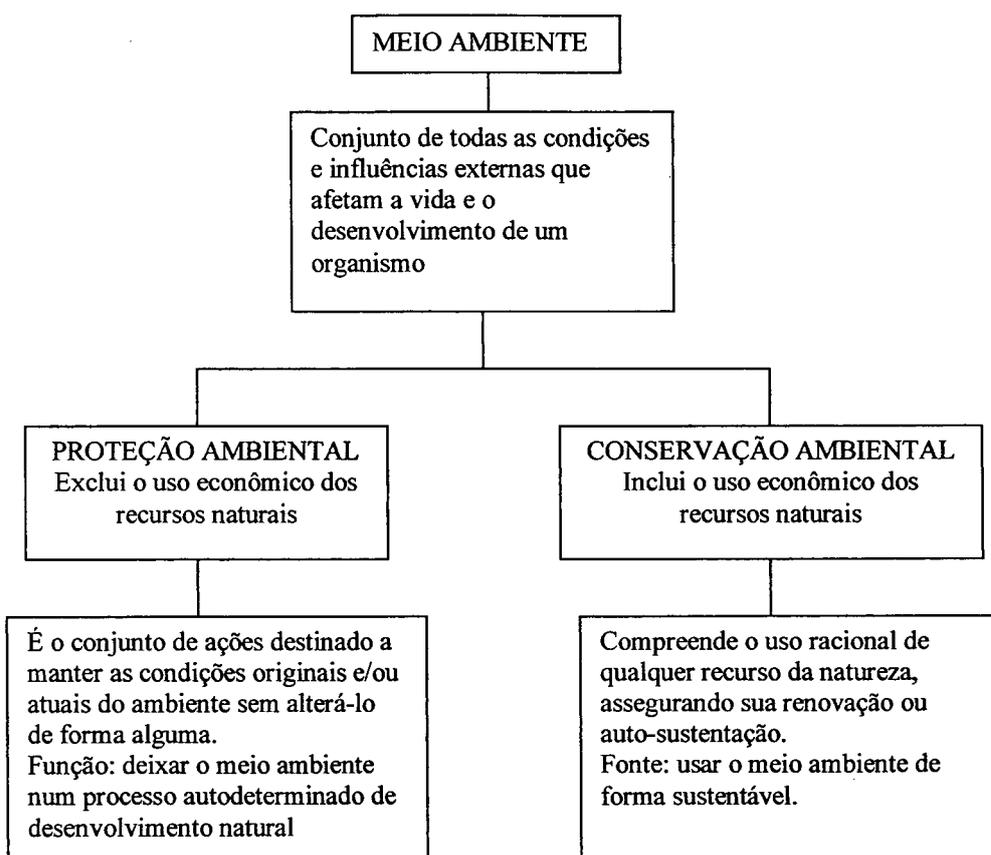 MEIO AMBIENTE
Conjunto de todas as condições
e influências externas que
afetam a vida e o
desenvolvimento de um
organismo
PROTEÇÃO AMBIENTAL
Exclui o uso econômico dos
recursos naturais
CONSERVAÇÃO AMBIENTAL
Inclui o uso econômico dos
recursos naturais
É o conjunto de ações destinado a
manter as condições originais e/ou
atuais do ambiente sem alterá-lo
de forma alguma.
Função: deixar o meio ambiente
num processo autodeterminado de
desenvolvimento natural
Compreende o uso racional de
qualquer recurso da natureza,
assegurando sua renovação ou
auto-sustentação.
Fonte: usar o meio ambiente de
forma sustentável.